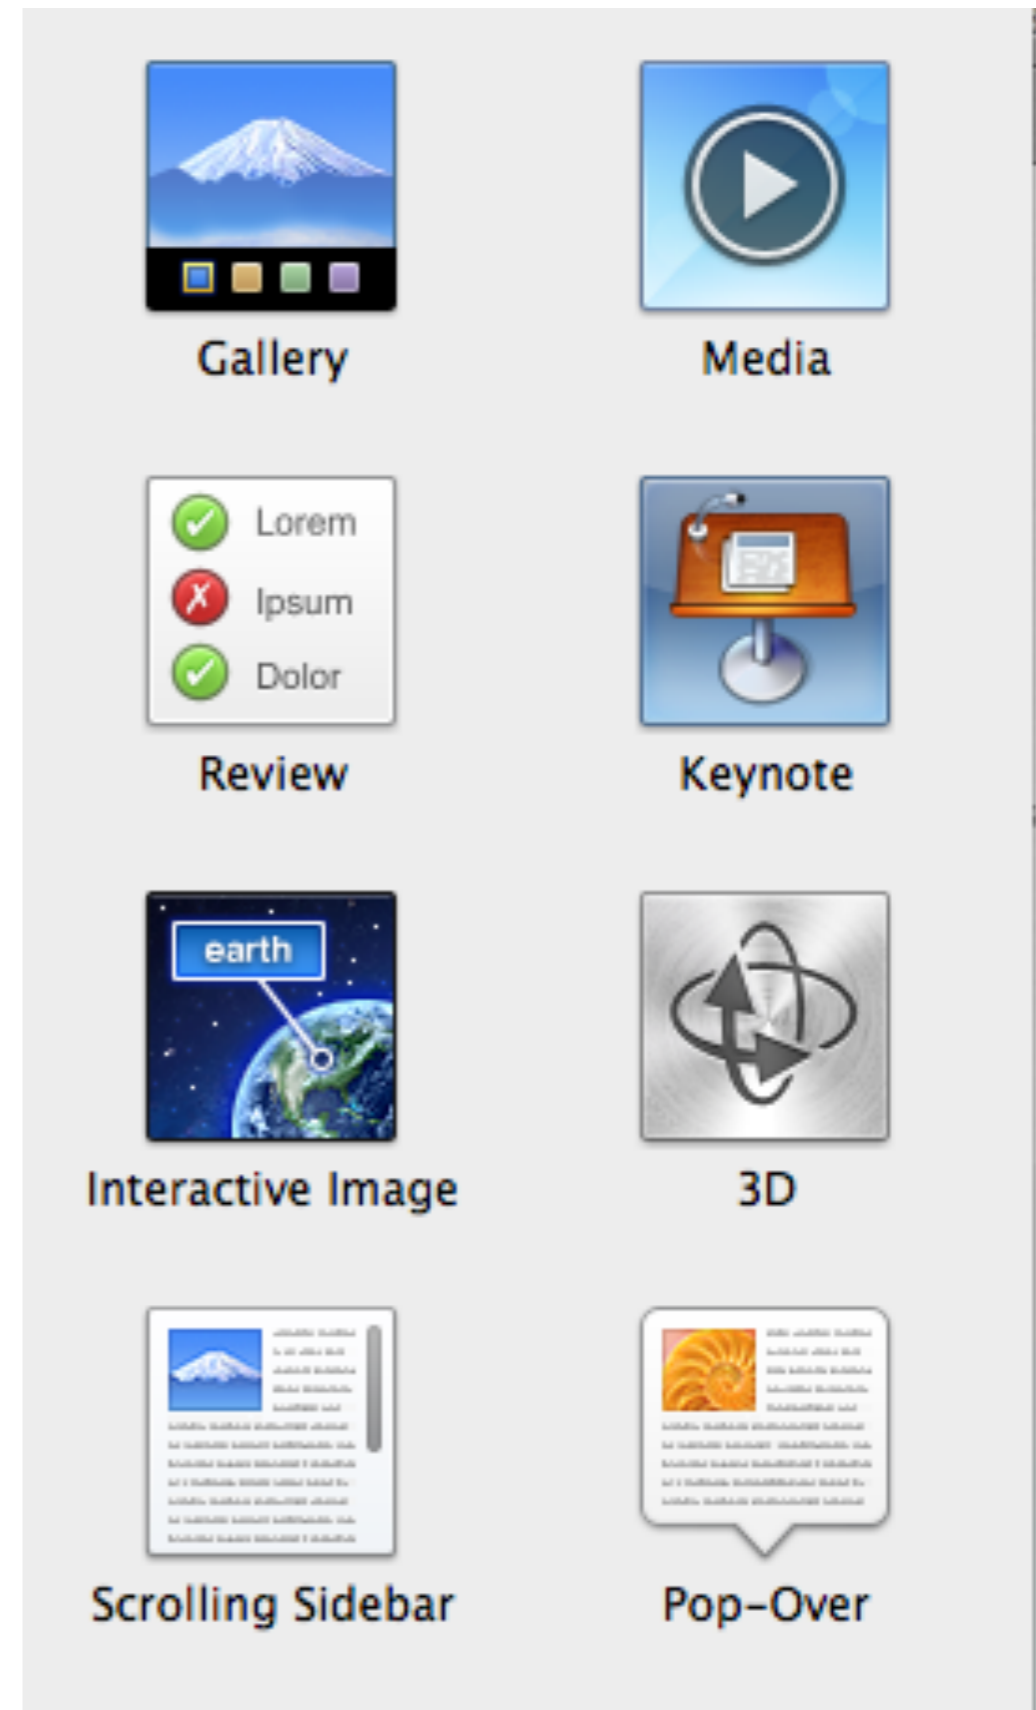 Gallery
Media
Lorem
Ipsum
Dolor
Review
Keynote
earth
Interactive Image
3D
Scrolling Sidebar
Pop-Over